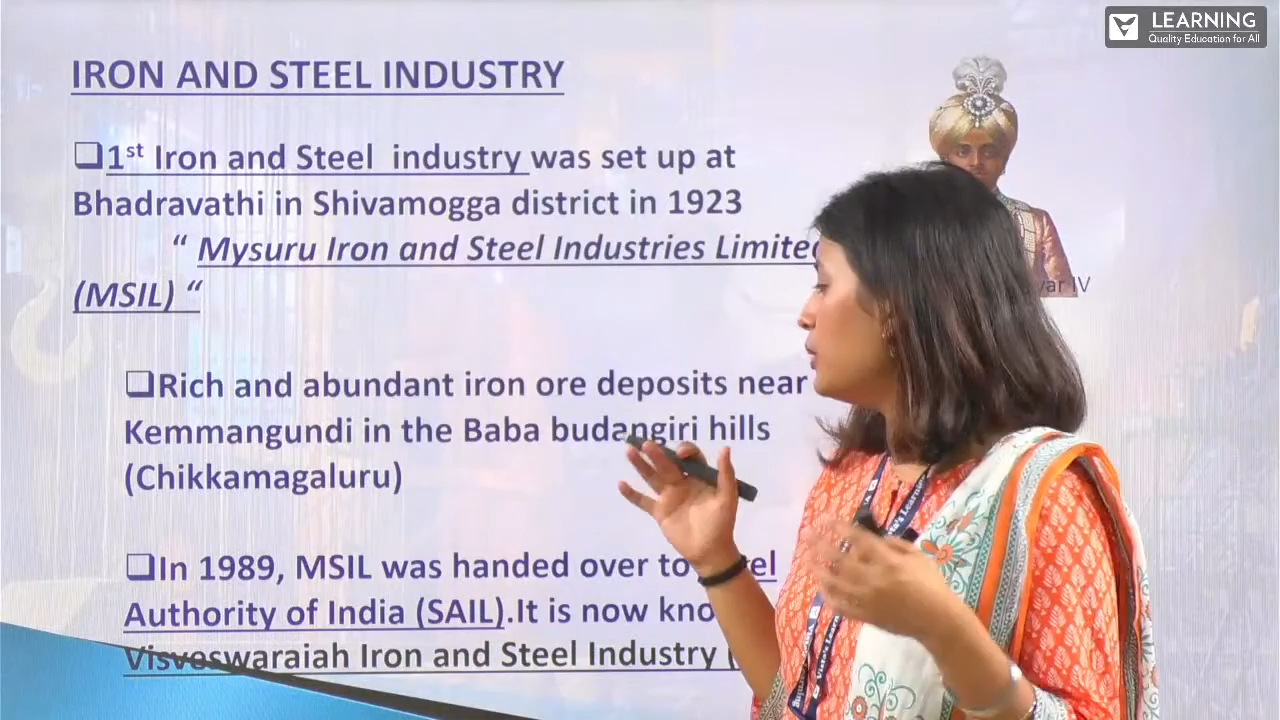 LEARNING
Quality Education for All
IRON AND STEEL INDUSTRY
❑1st Iron and Steel industry was set up at
Bhadravathi in Shivamogga district in 1923
“ Mysuru Iron and Steel Industries Limited
(MSIL) “
yar IV
❑Rich and abundant iron ore deposits near
Kemmangundi in the Baba budangiri hills
(Chikkamagaluru)
❑In 1989, MSIL was handed over to
Authority of India (SAIL).It is now
Visveswaraiah Iron and Steel Industry (